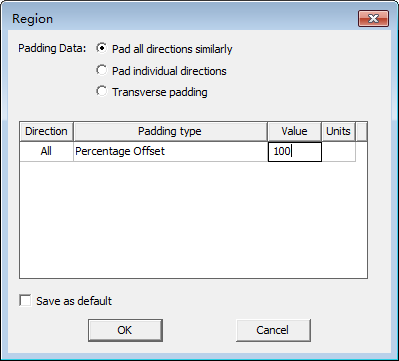 Region
Padding Data: Pad all directions similarly
Pad individual directions
Transverse padding
Direction Padding type Value Units
All Percentage Offset 100
Save as default
OK Cancel